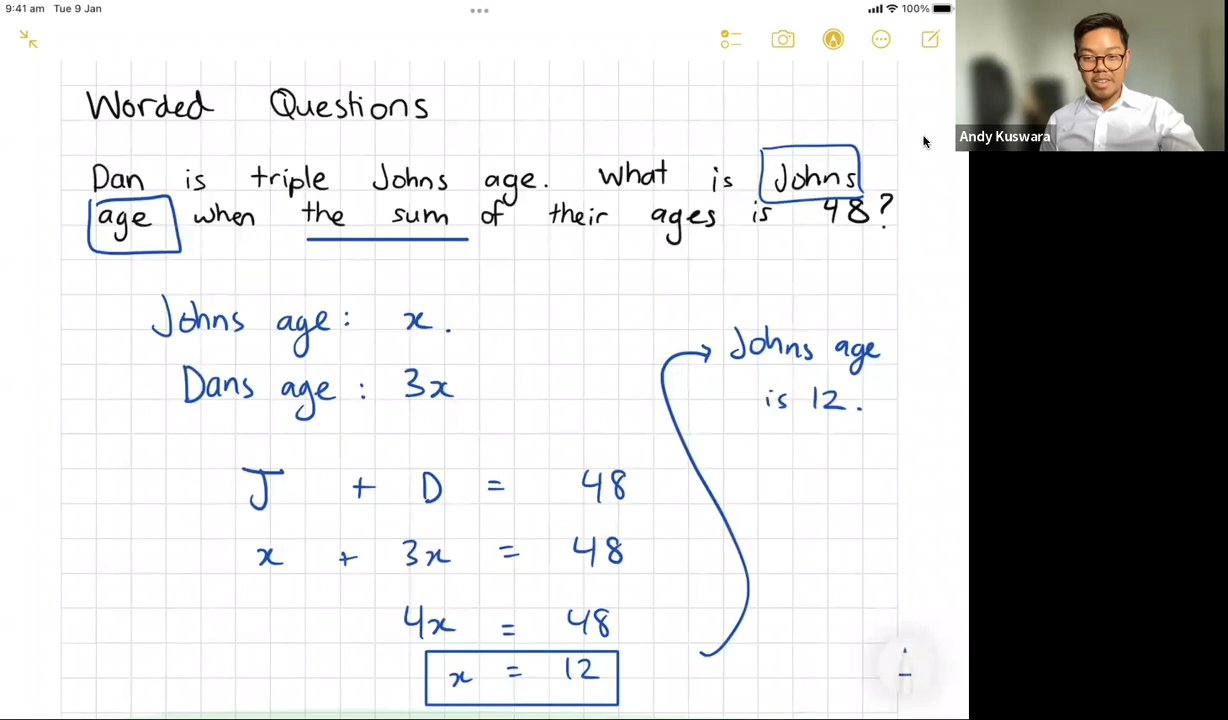 9:41 am Tue 9 Jan
100%
Andy Kuswara
Worded Questions
Dan is triple Johns age. What is Johns
age when the sum of their ages is 48?
Johns age: x.
Dans age: 3x
J + D = 48
x + 3x = 48
4x = 48
x = 12
Johns age
is 12.